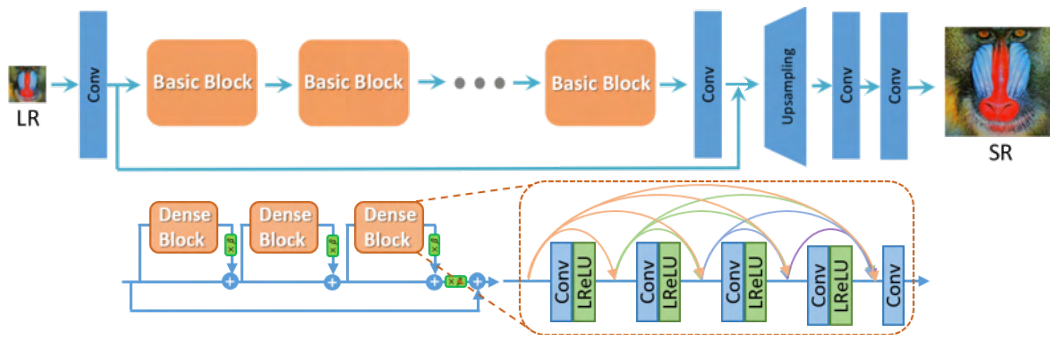 LR
Conv
Basic Block
Basic Block
Basic Block
Conv
Upsampling
Conv
Conv
SR
Dense
Block
× β
Dense
Block
× β
Dense
Block
× β
× β
Conv
LReLU
Conv
LReLU
Conv
LReLU
Conv
LReLU
Conv